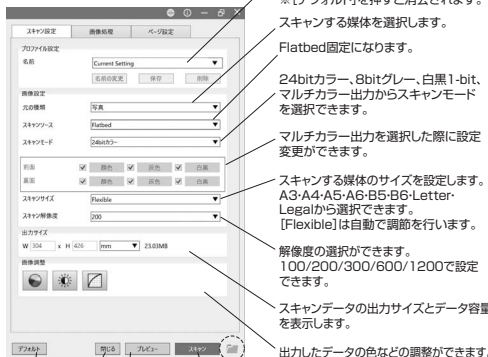 ※[デフォルト]を押すと消去されます。
スキャン設定 画像処理 ページ設定
プロファイル設定
名前 Current Setting
名前の変更 保存 削除
画像設定
元の種類 写真
スキャンソース Flatbed
スキャンモード 24bitカラー
前面 顔色 灰色 白黒
裏面 顔色 灰色 白黒
スキャンサイズ Flexible
スキャン解像度 200
出力サイズ
W 304 x H 426 mm 23.03MB
画像調整
デフォルト 閉じる プレビュー スキャン
スキャンする媒体を選択します。
Flatbed固定になります。
24bitカラー、8bitグレー、白黒1-bit、
マルチカラー出力からスキャンモード
を選択できます。
マルチカラー出力を選択した際に設定
変更ができます。
スキャンする媒体のサイズを設定します。
A3・A4・A5・A6・B5・B6・Letter・
Legalから選択できます。
[Flexible]は自動で調節を行います。
解像度の選択ができます。
100/200/300/600/1200で設定
できます。
スキャンデータの出力サイズとデータ容量
を表示します。
出力したデータの色などの調整ができます。